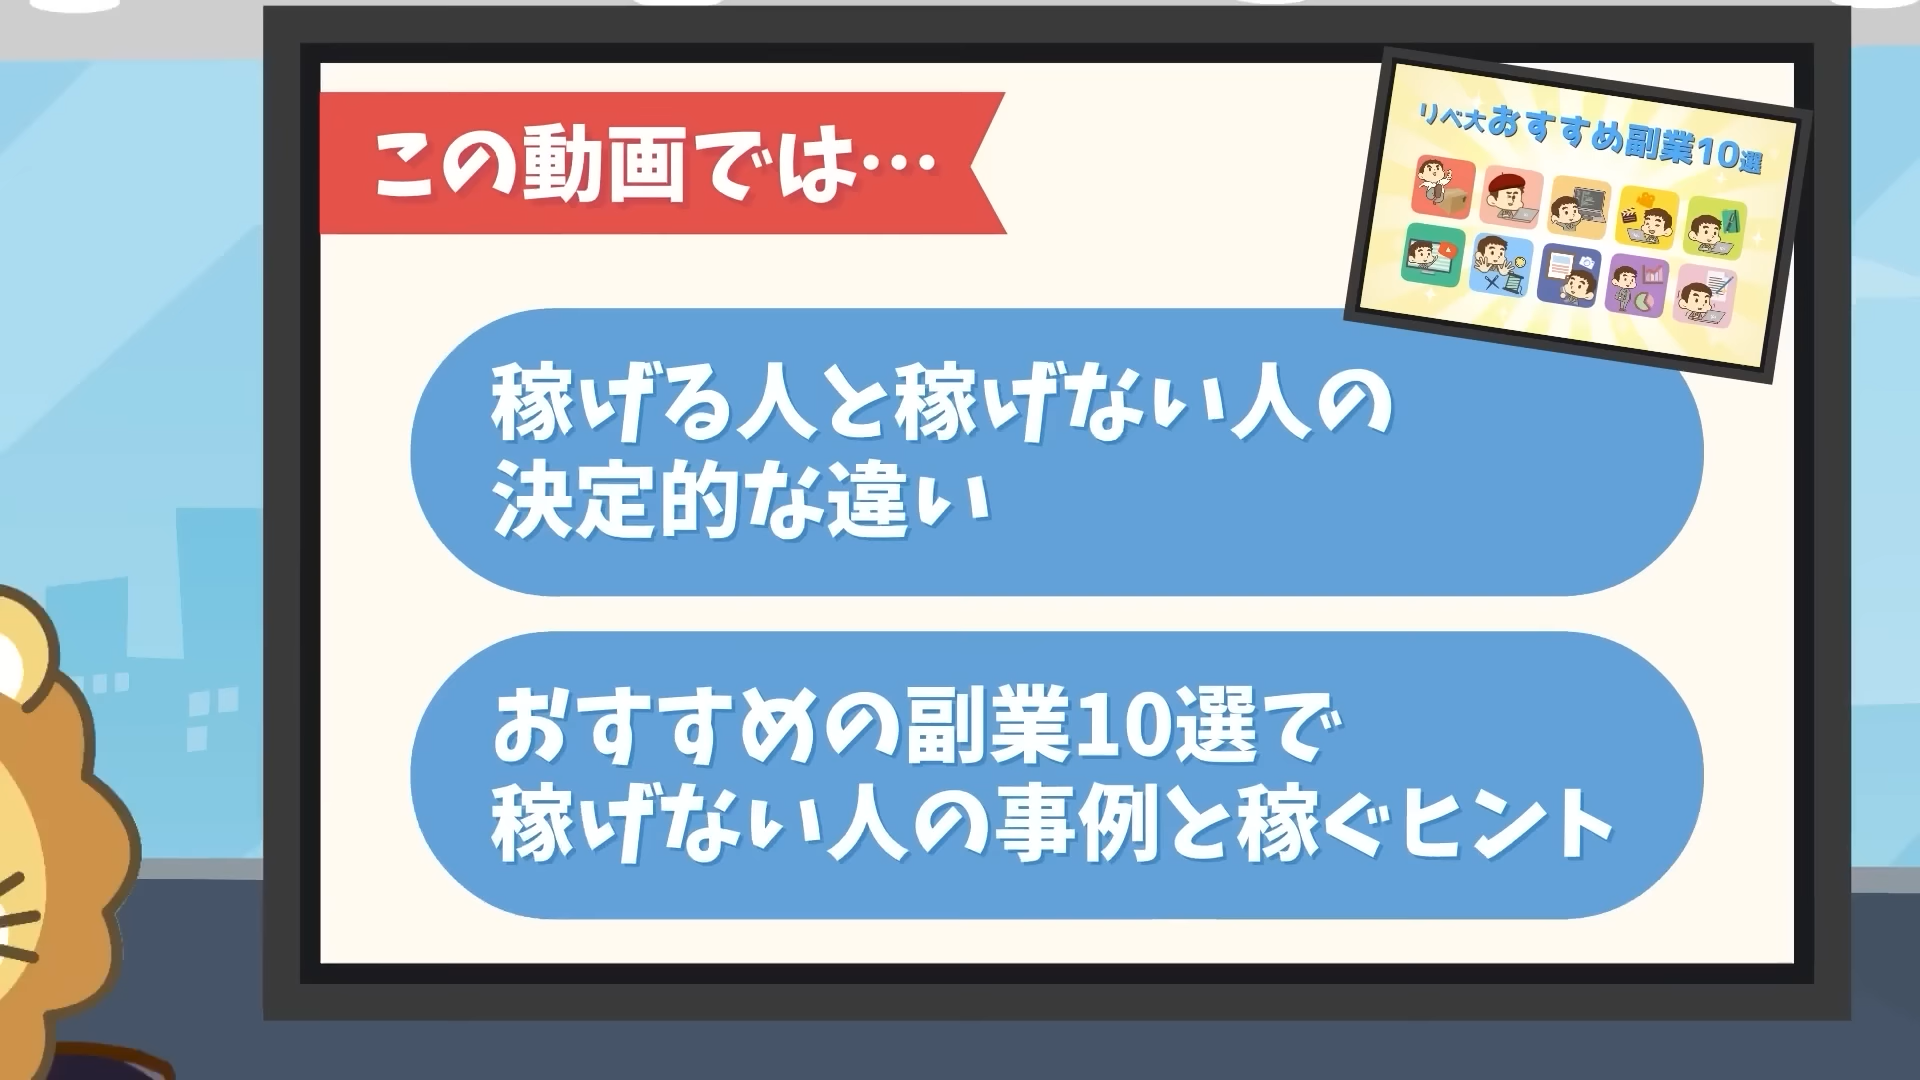 この動画では…
リベ大おすすめ副業10選
稼げる人と稼げない人の
決定的な違い
おすすめの副業10選で
稼げない人の事例と稼ぐヒント